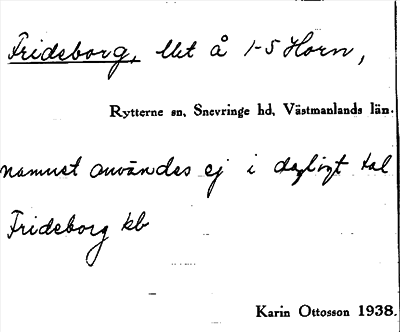 Frideborg, llet å 1-5 Horn,
Rytterne sn, Snevringe hd, Västmanlands län.
namnet användes ej i dagligt tal
Frideborg kb
Karin Ottosson 1938.